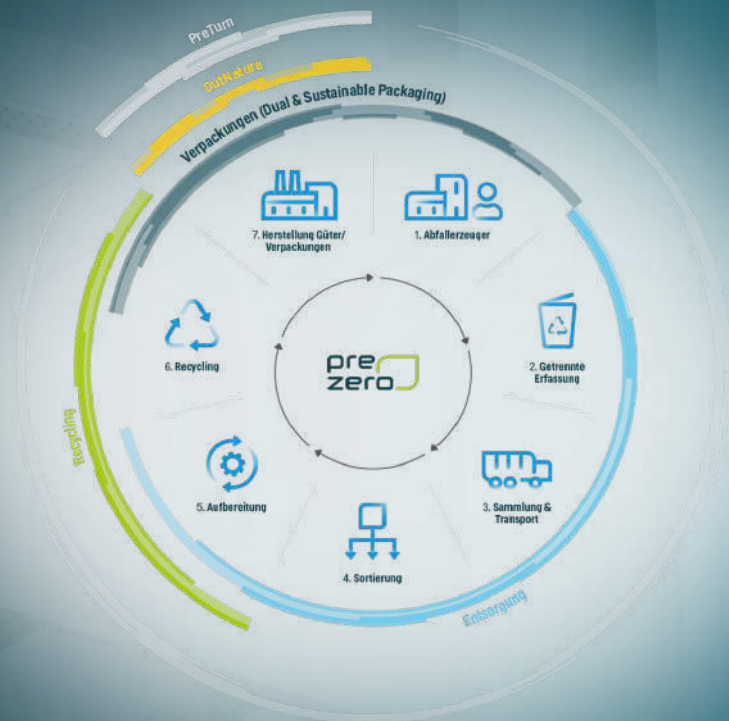 PreTurn
OutNature
Verpackungen (Dual & Sustainable Packaging)
7. Herstellung Güter/
Verpackungen
1. Abfallerzeuger
6. Recycling
pre
zero
2. Getrennte
Erfassung
Recycling
5. Aufbereitung
3. Sammlung &
Transport
4. Sortierung
Entsorgung